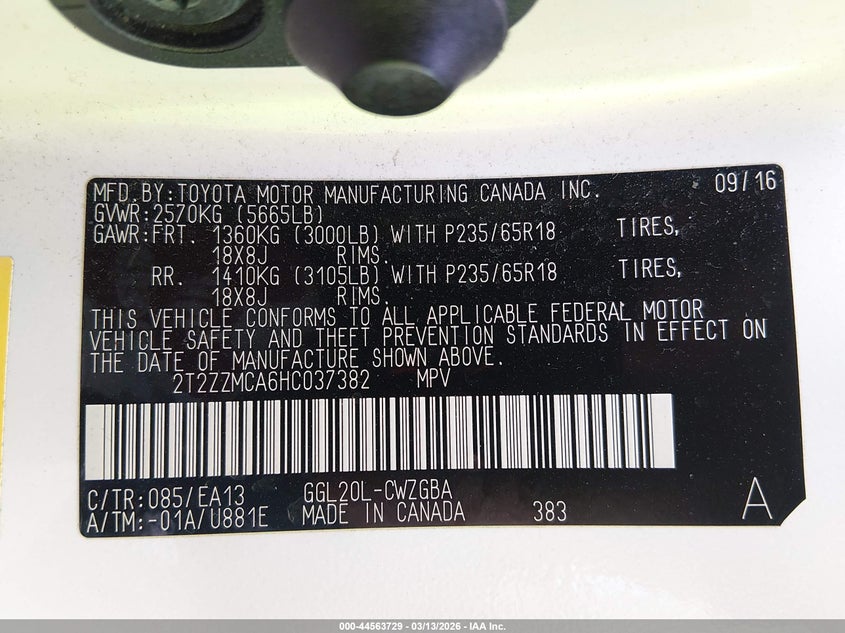 MFD.BY:TOYOTA MOTOR MANUFACTURING CANADA INC. 09/16
GVWR:2570KG (5665LB)
GAWR:FRT. 1360KG (3000LB) WITH P235/65R18 TIRES,
18X8J RIMS.
RR. 1410KG (3105LB) WITH P235/65R18 TIRES,
18X8J RIMS.
THIS VEHICLE CONFORMS TO ALL APPLICABLE FEDERAL MOTOR
VEHICLE SAFETY AND THEFT PREVENTION STANDARDS IN EFFECT ON
THE DATE OF MANUFACTURE SHOWN ABOVE.
2T2ZZMCA6HC037382 MPV
C/TR:085/EA13 GGL20L-CWZGBA
A/TM:-01A/U881E MADE IN CANADA 383 A
000-44563729 — 03/13/2026 — IAA Inc.